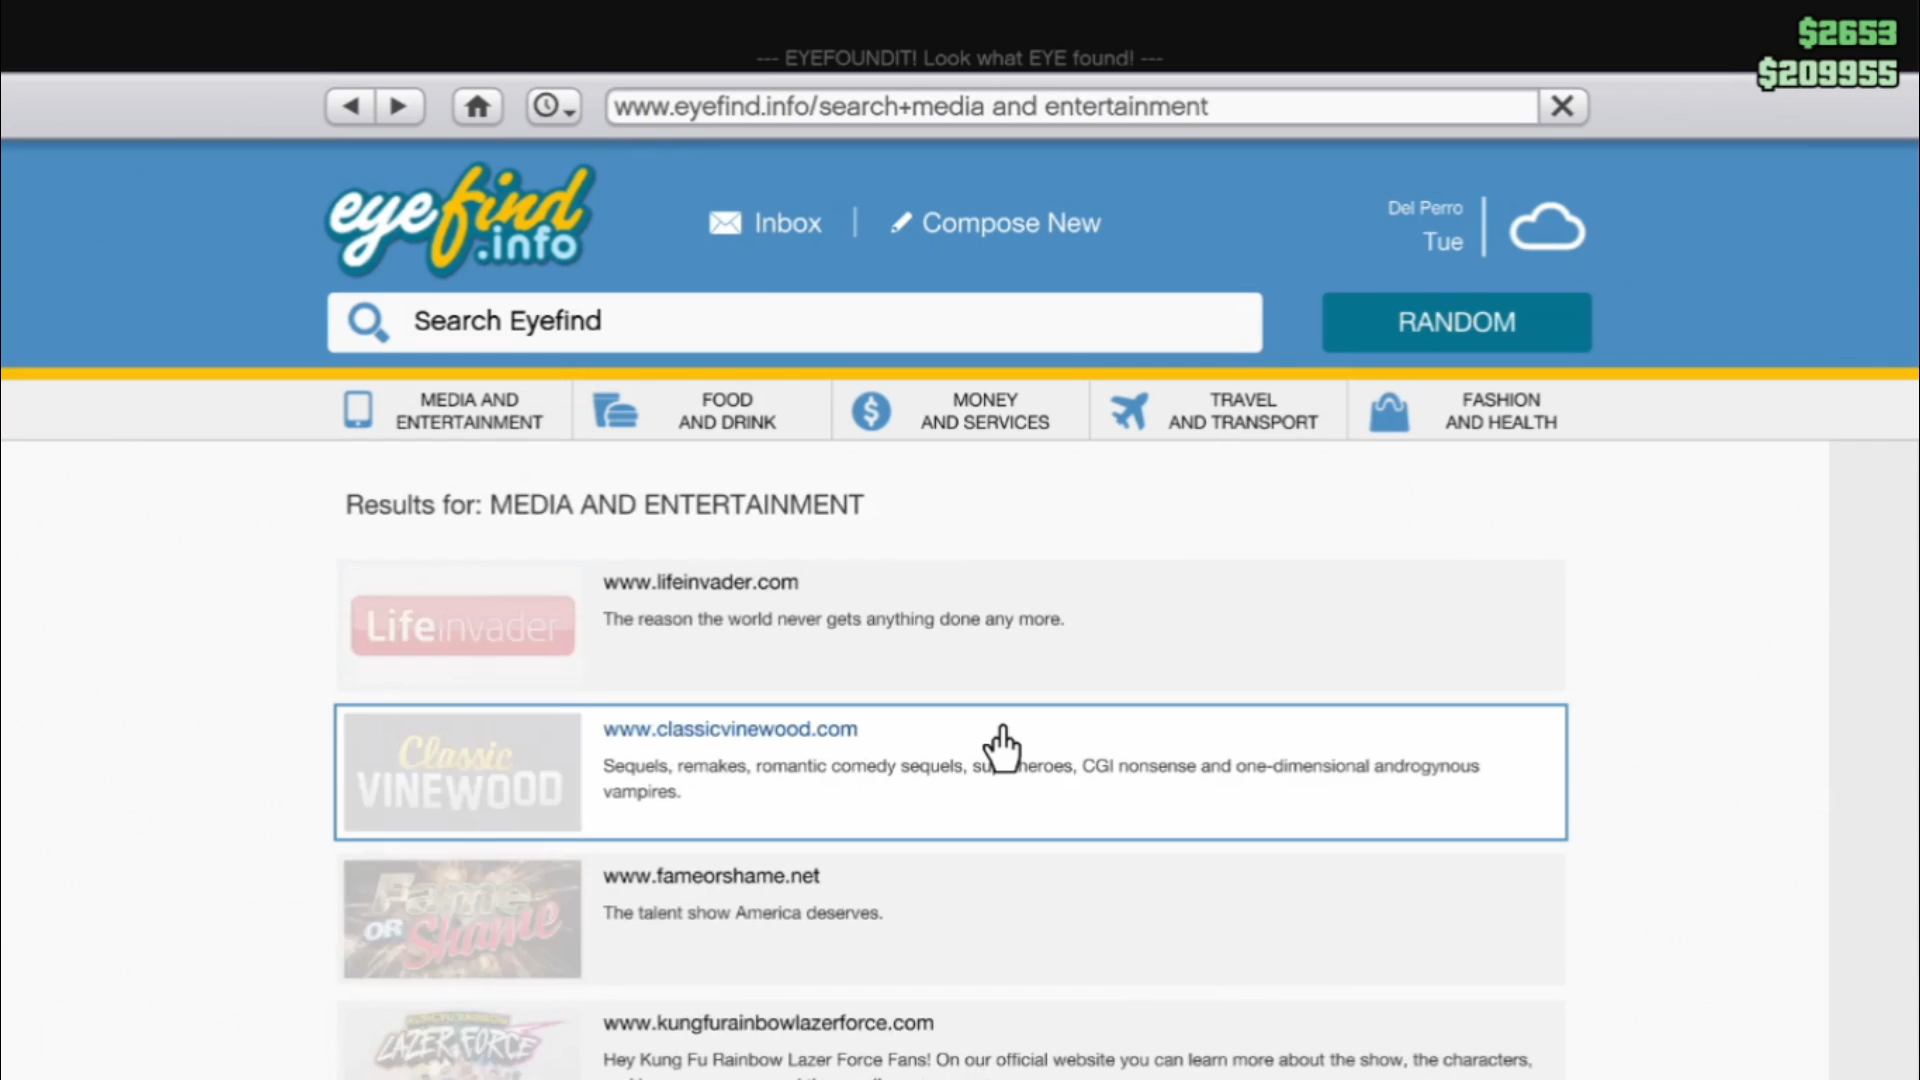 $2653
--- EYEFOUNDIT! Look what EYE found! ---
$209955
www.eyefind.info/search+media and entertainment
eyefind
.info
Inbox
Compose New
Del Perro
Tue
Search Eyefind
RANDOM
MEDIA AND
ENTERTAINMENT
FOOD
AND DRINK
MONEY
AND SERVICES
TRAVEL
AND TRANSPORT
FASHION
AND HEALTH
Results for: MEDIA AND ENTERTAINMENT
Lifeinvader
www.lifeinvader.com
The reason the world never gets anything done any more.
Classic
VINEWOOD
www.classicvinewood.com
Sequels, remakes, romantic comedy sequels, superheroes, CGI nonsense and one-dimensional androgynous
vampires.
Fame
OR Shame
www.fameorshame.net
The talent show America deserves.
KUNG FU RAINBOW
LAZER FORCE
www.kungfurainbowlazerforce.com
Hey Kung Fu Rainbow Lazer Force Fans! On our official website you can learn more about the show, the characters,